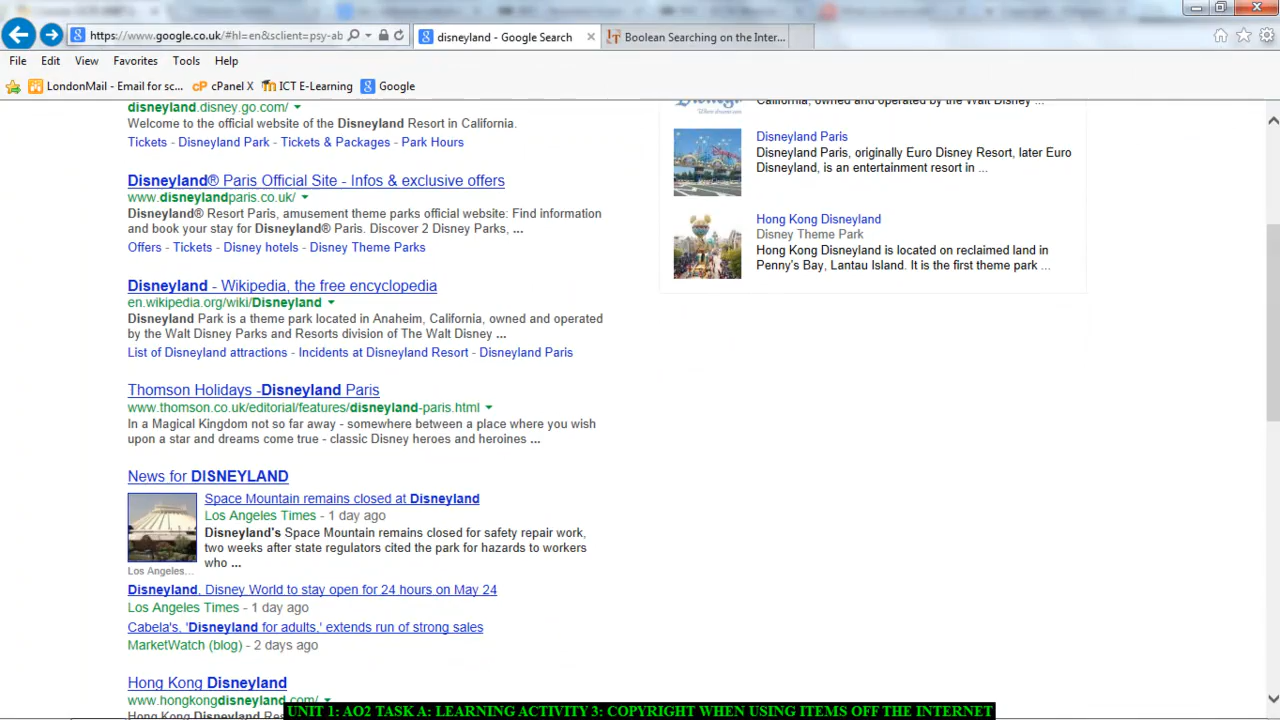 https://www.google.co.uk/#hl=en&sclient=psy-ab
disneyland - Google Search
Boolean Searching on the Inter...
File Edit View Favorites Tools Help
LondonMail - Email for sc...
cPanel X
ICT E-Learning
Google
disneyland.disney.go.com/
Welcome to the official website of the Disneyland Resort in California.
Tickets - Disneyland Park - Tickets & Packages - Park Hours
Disneyland® Paris Official Site - Infos & exclusive offers
www.disneylandparis.co.uk/
Disneyland® Resort Paris, amusement theme parks official website: Find information
and book your stay for Disneyland® Paris. Discover 2 Disney Parks, ...
Offers - Tickets - Disney hotels - Disney Theme Parks
Disneyland - Wikipedia, the free encyclopedia
en.wikipedia.org/wiki/Disneyland
Disneyland Park is a theme park located in Anaheim, California, owned and operated
by the Walt Disney Parks and Resorts division of The Walt Disney ...
List of Disneyland attractions - Incidents at Disneyland Resort - Disneyland Paris
Thomson Holidays -Disneyland Paris
www.thomson.co.uk/editorial/features/disneyland-paris.html
In a Magical Kingdom not so far away - somewhere between a place where you wish
upon a star and dreams come true - classic Disney heroes and heroines ...
News for DISNEYLAND
Space Mountain remains closed at Disneyland
Los Angeles Times - 1 day ago
Disneyland's Space Mountain remains closed for safety repair work,
two weeks after state regulators cited the park for hazards to workers
who ...
Los Angeles...
Disneyland, Disney World to stay open for 24 hours on May 24
Los Angeles Times - 1 day ago
Cabela's, 'Disneyland for adults,' extends run of strong sales
MarketWatch (blog) - 2 days ago
Hong Kong Disneyland
www.hongkongdisneyland.com/
California, owned and operated by the Walt Disney ...
Disneyland Paris
Disneyland Paris, originally Euro Disney Resort, later Euro
Disneyland, is an entertainment resort in ...
Hong Kong Disneyland
Disney Theme Park
Hong Kong Disneyland is located on reclaimed land in
Penny's Bay, Lantau Island. It is the first theme park ...
UNIT 1: AO2 TASK A: LEARNING ACTIVITY 3: COPYRIGHT WHEN USING ITEMS OFF THE INTERNET